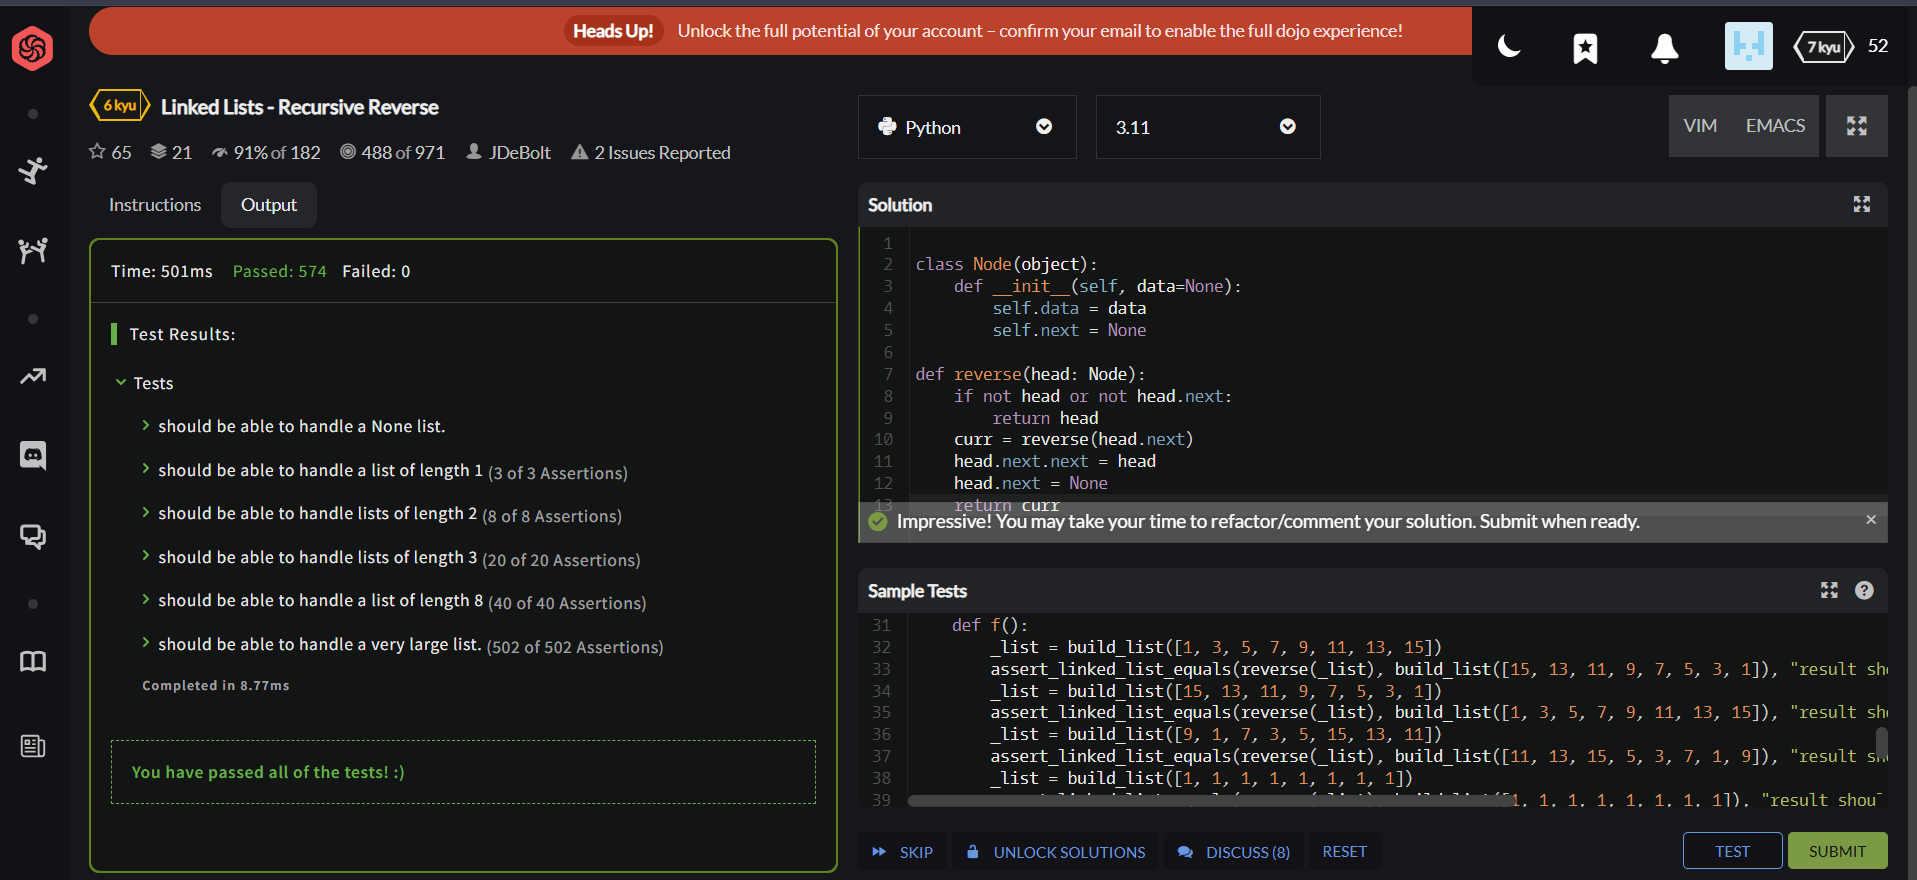 Heads Up! Unlock the full potential of your account – confirm your email to enable the full dojo experience!
7 kyu 52
6 kyu Linked Lists - Recursive Reverse
65 21 91% of 182 488 of 971 JDeBolt 2 Issues Reported
Python
3.11
VIM EMACS
Instructions Output
Time: 501ms Passed: 574 Failed: 0
Test Results:
Tests
should be able to handle a None list.
should be able to handle a list of length 1 (3 of 3 Assertions)
should be able to handle lists of length 2 (8 of 8 Assertions)
should be able to handle lists of length 3 (20 of 20 Assertions)
should be able to handle a list of length 8 (40 of 40 Assertions)
should be able to handle a very large list. (502 of 502 Assertions)
Completed in 8.77ms
You have passed all of the tests! :)
Solution
1
2 class Node(object):
3 def __init__(self, data=None):
4 self.data = data
5 self.next = None
6
7 def reverse(head: Node):
8 if not head or not head.next:
9 return head
10 curr = reverse(head.next)
11 head.next.next = head
12 head.next = None
13 return curr
Impressive! You may take your time to refactor/comment your solution. Submit when ready. ×
Sample Tests
31 def f():
32 _list = build_list([1, 3, 5, 7, 9, 11, 13, 15])
33 assert_linked_list_equals(reverse(_list), build_list([15, 13, 11, 9, 7, 5, 3, 1]), "result sho
34 _list = build_list([15, 13, 11, 9, 7, 5, 3, 1])
35 assert_linked_list_equals(reverse(_list), build_list([1, 3, 5, 7, 9, 11, 13, 15]), "result sho
36 _list = build_list([9, 1, 7, 3, 5, 15, 13, 11])
37 assert_linked_list_equals(reverse(_list), build_list([11, 13, 15, 5, 3, 7, 1, 9]), "result sho
38 _list = build_list([1, 1, 1, 1, 1, 1, 1, 1])
39 1, 1, 1, 1, 1, 1, 1, 1]), "result shoul
SKIP UNLOCK SOLUTIONS DISCUSS (8) RESET
TEST SUBMIT